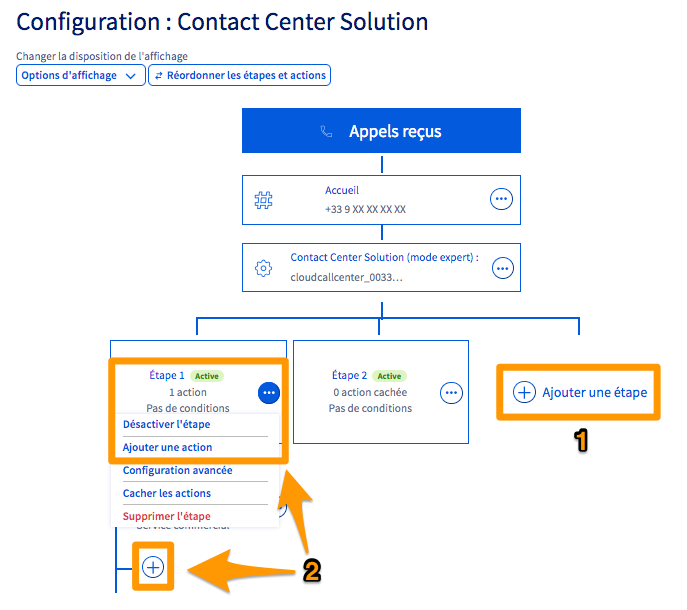 Configuration : Contact Center Solution
Changer la disposition de l'affichage
Options d'affichage
Réordonner les étapes et actions
Appels reçus
Accueil
+33 9 XX XX XX XX
Contact Center Solution (mode expert) :
cloudcallcenter_0033...
Étape 1 Active
1 action
Pas de conditions
Étape 2 Active
0 action cachée
Pas de conditions
Ajouter une étape
1
Désactiver l'étape
Ajouter une action
Configuration avancée
Cacher les actions
Supprimer l'étape
Service commercial
2